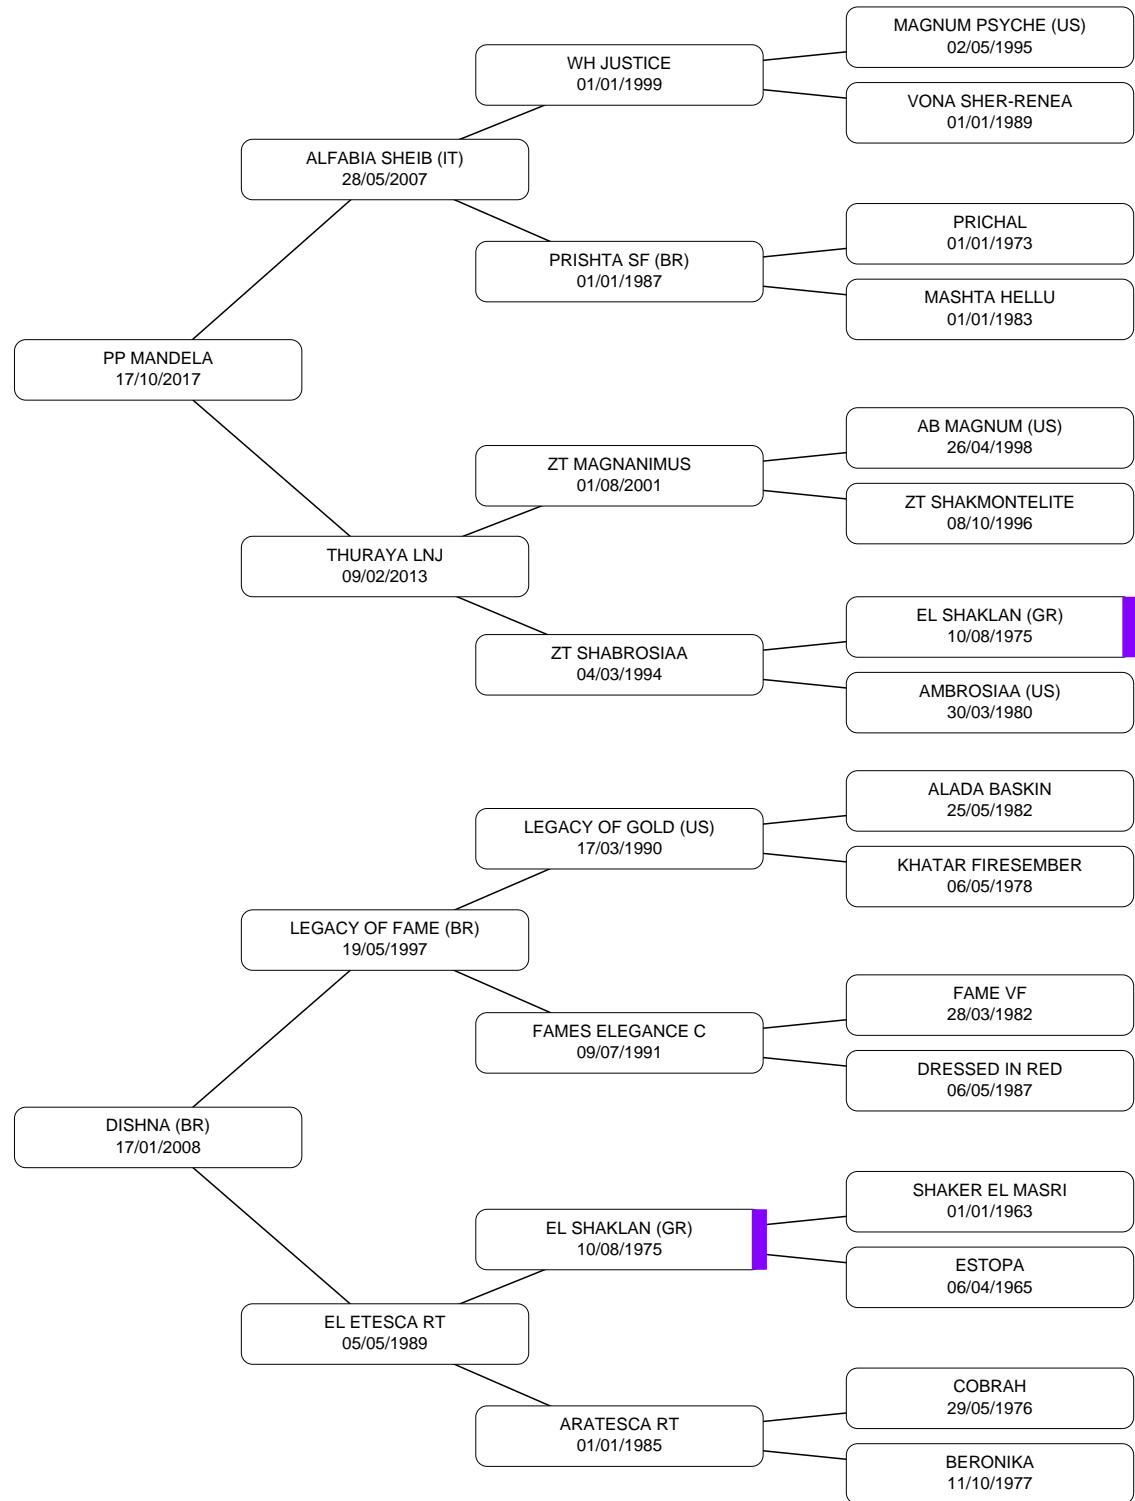 MAGNUM PSYCHE (US)
02/05/1995
WH JUSTICE
01/01/1999
VONA SHER-RENEA
01/01/1989
ALFABIA SHEIB (IT)
28/05/2007
PRICHAL
01/01/1973
PRISHTA SF (BR)
01/01/1987
MASHTA HELLU
01/01/1983
PP MANDELA
17/10/2017
AB MAGNUM (US)
26/04/1998
ZT MAGNANIMUS
01/08/2001
ZT SHAKMONTELITE
08/10/1996
THURAYA LNJ
09/02/2013
EL SHAKLAN (GR)
10/08/1975
ZT SHABROSIAA
04/03/1994
AMBROSIAA (US)
30/03/1980
ALADA BASKIN
25/05/1982
LEGACY OF GOLD (US)
17/03/1990
KHATAR FIRESEMBER
06/05/1978
LEGACY OF FAME (BR)
19/05/1997
FAME VF
28/03/1982
FAMES ELEGANCE C
09/07/1991
DRESSED IN RED
06/05/1987
DISHNA (BR)
17/01/2008
SHAKER EL MASRI
01/01/1963
EL SHAKLAN (GR)
10/08/1975
ESTOPA
06/04/1965
EL ETESCA RT
05/05/1989
COBRAH
29/05/1976
ARATESCA RT
01/01/1985
BERONIKA
11/10/1977